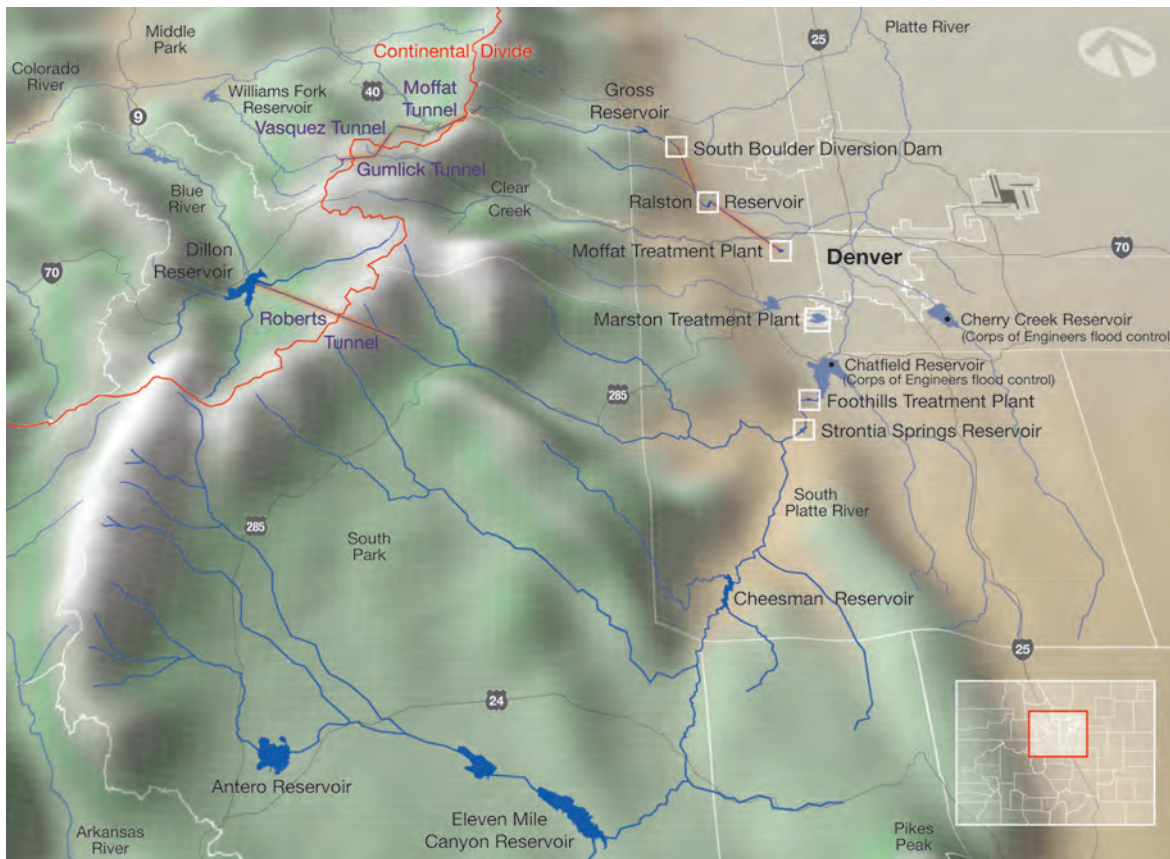 Middle
Park
Platte River
25
Continental Divide
Colorado
River
40
Moffat
Tunnel
Williams Fork
Reservoir
Gross
Reservoir
9
Vasquez Tunnel
South Boulder Diversion Dam
Gumlick Tunnel
Clear
Creek
Blue
River
Ralston
Reservoir
Dillon
Reservoir
Moffat Treatment Plant
70
Denver
70
Roberts
Tunnel
Marston Treatment Plant
Cherry Creek Reservoir
(Corps of Engineers flood control)
Chatfield Reservoir
(Corps of Engineers flood control)
285
Foothills Treatment Plant
Strontia Springs Reservoir
South
Platte River
285
South
Park
Cheesman Reservoir
25
24
Antero Reservoir
Eleven Mile
Canyon Reservoir
Arkansas
River
Pikes
Peak